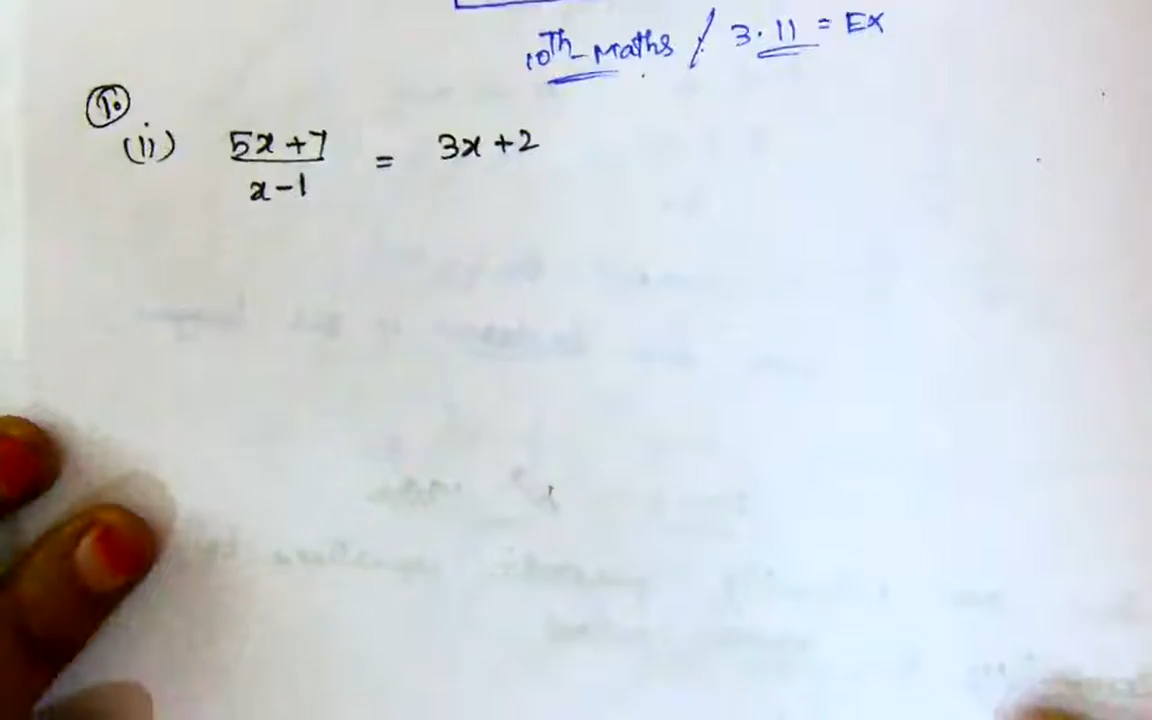 10Th Maths / 3.11 = EX
1.
(ii) 5x+7 / x-1 = 3x+2